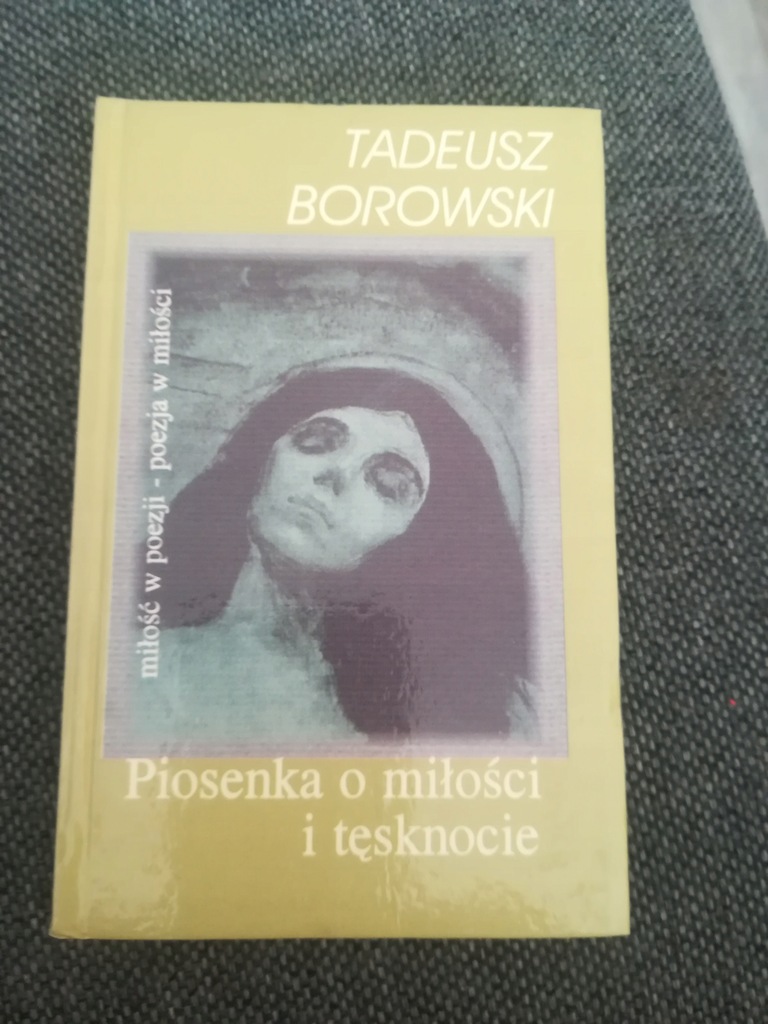 TADEUSZ
BOROWSKI
miłość w poezji - poezja w miłości
Piosenka o miłości
i tęsknocie